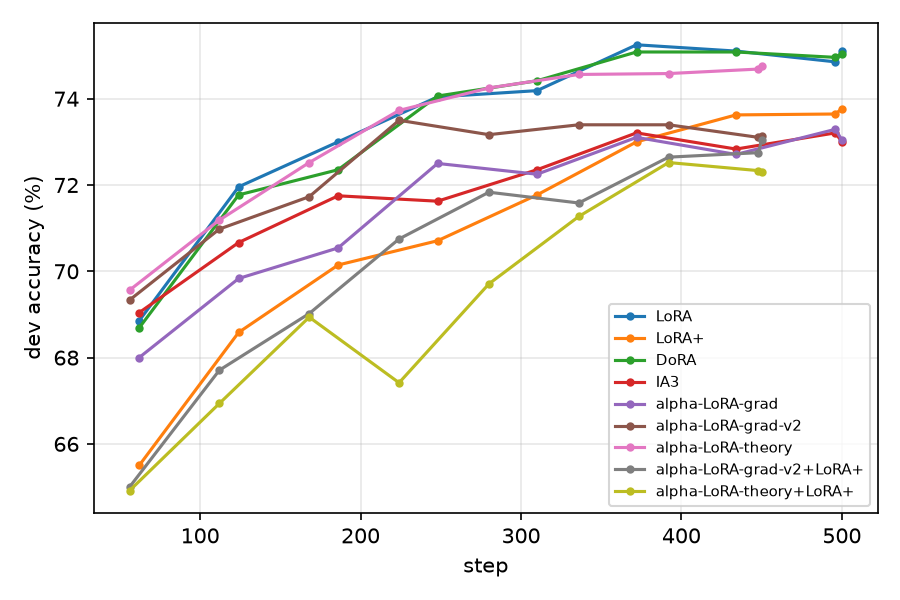 dev accuracy (%)
74
72
70
68
66
100 200 300 400 500
step
LoRA
LoRA+
DoRA
IA3
alpha-LoRA-grad
alpha-LoRA-grad-v2
alpha-LoRA-theory
alpha-LoRA-grad-v2+LoRA+
alpha-LoRA-theory+LoRA+